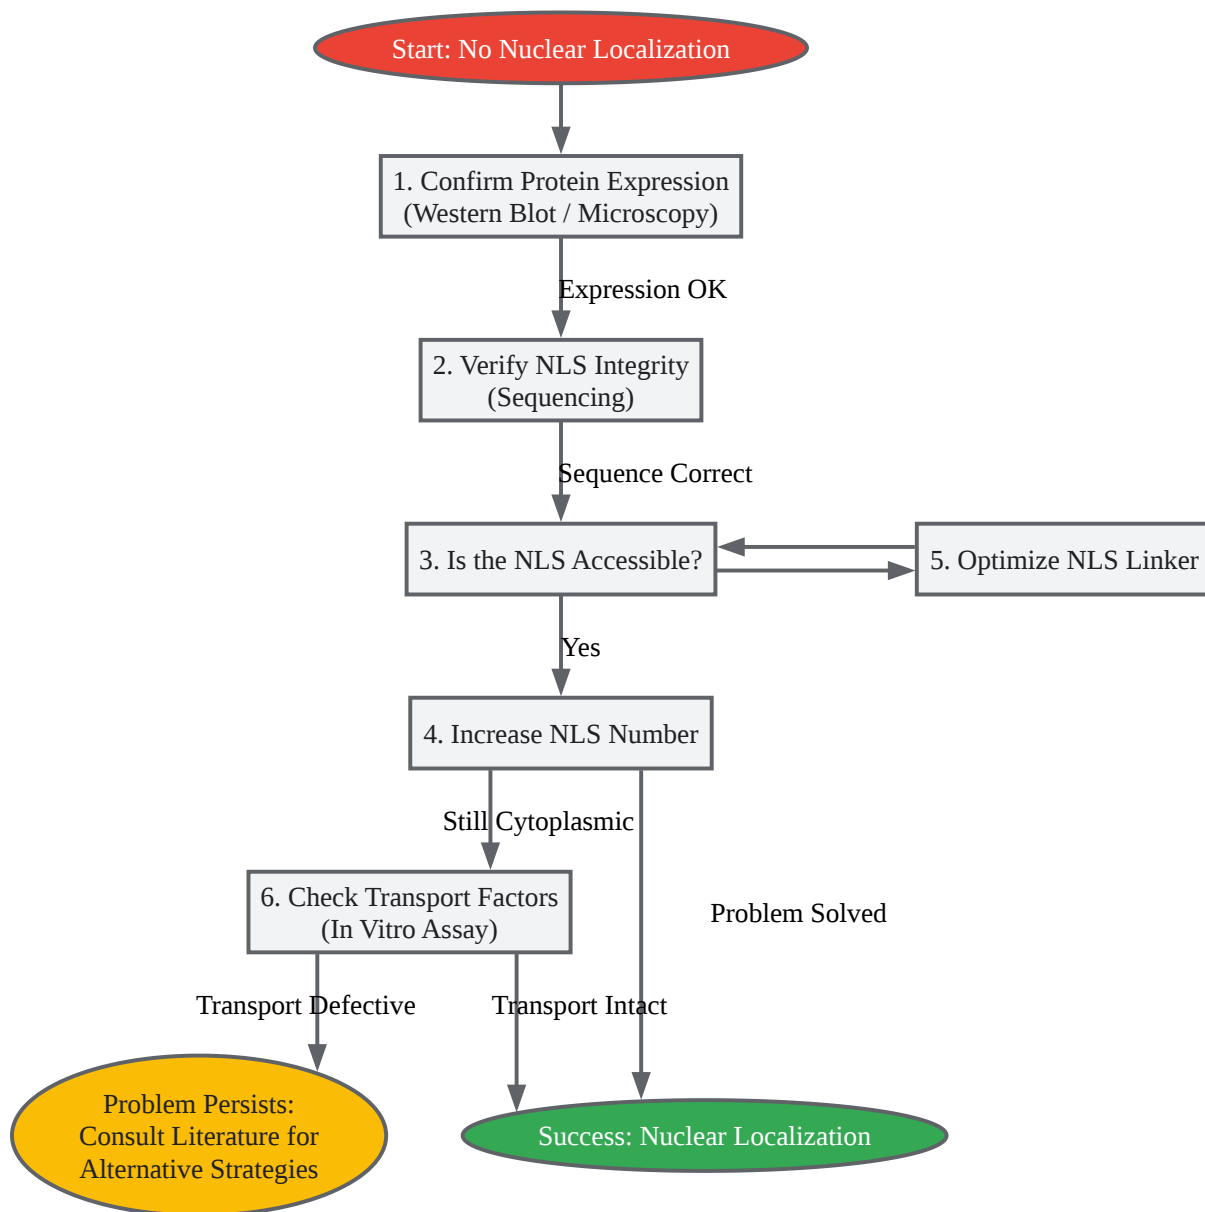 Start: No Nuclear Localization
1. Confirm Protein Expression
(Western Blot / Microscopy)
Expression OK
2. Verify NLS Integrity
(Sequencing)
Sequence Correct
3. Is the NLS Accessible?
5. Optimize NLS Linker
Yes
4. Increase NLS Number
Still Cytoplasmic
6. Check Transport Factors
(In Vitro Assay)
Problem Solved
Transport Defective
Transport Intact
Problem Persists:
Consult Literature for
Alternative Strategies
Success: Nuclear Localization